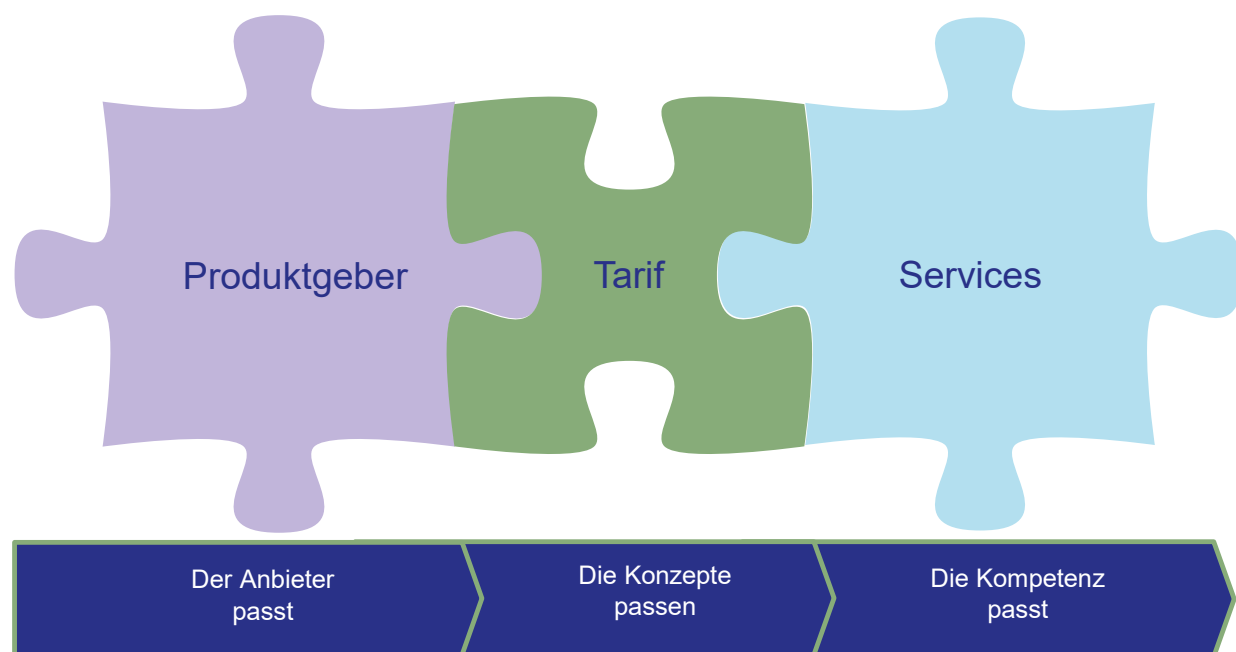 Produktgeber
Tarif
Services
Der Anbieter
passt
Die Konzepte
passen
Die Kompetenz
passt